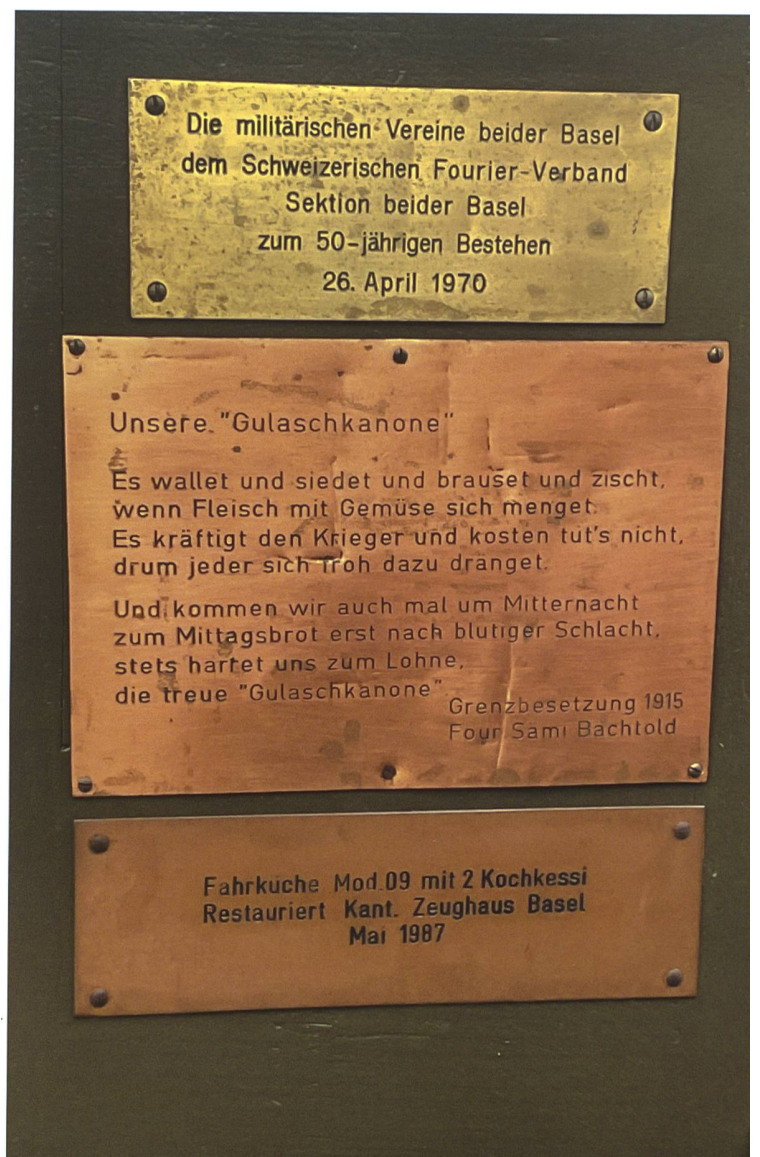 Die militärischen Vereine beider Basel
dem Schweizerischen Fourier-Verband
Sektion beider Basel
zum 50-jährigen Bestehen
26. April 1970
Unsere "Gulaschkanone"
Es wallet und siedet und brauset und zischt,
wenn Fleisch mit Gemüse sich menget.
Es kräftigt den Krieger und kosten tut's nicht,
drum jeder sich froh dazu dränget.
Und kommen wir auch mal um Mitternacht
zum Mittagsbrot erst nach blutiger Schlacht,
stets harret uns zum Lohne,
die treue "Gulaschkanone"
Grenzbesetzung 1915
Four. Sämi Bächtold
Fahrküche Mod.09 mit 2 Kochkessi
Restauriert Kant. Zeughaus Basel
Mai 1987